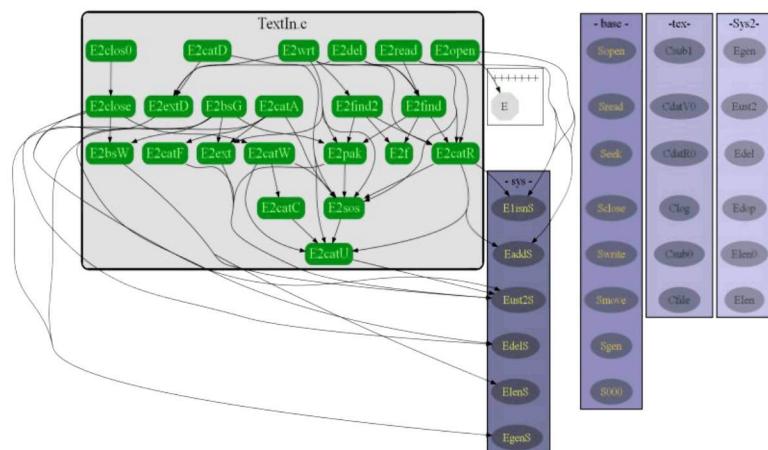 TextIn.c
E2clos0 E2catD E2wrt E2del E2read E2open
E2close E2extD E2bsG E2catA E2find2 E2find
E2bsW E2catF E2ext E2catW E2pak E2f E2catR
E2catC E2sos
E2catU
E
- sys -
E1isnS
EaddS
Eust2S
EdelS
ElenS
EgenS
- base -
Sopen
Sread
Seek
Sclose
Swrite
Smove
Sgen
S000
-tex-
Csub1
CdatV0
CdatR0
Clog
Csub0
Cfile
-Sys2-
Egen
Eust2
Edel
Edop
Elen0
Elen